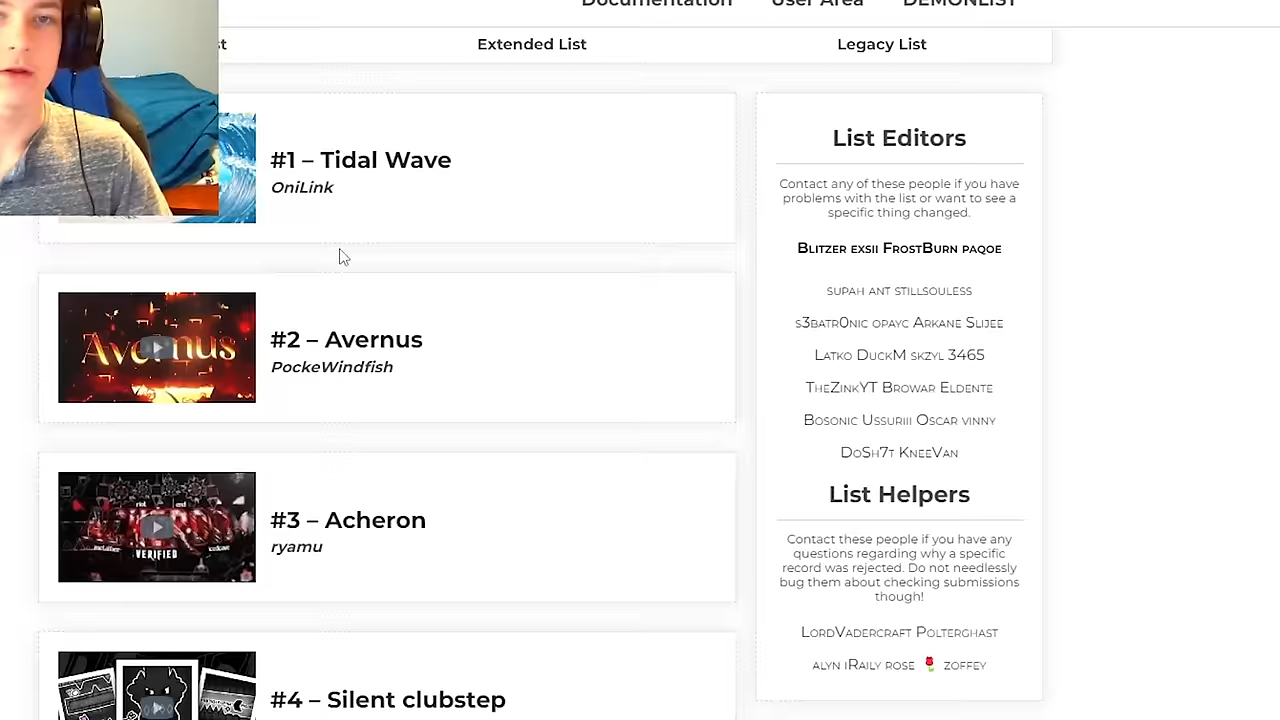 Documentation User Area DEMONLIST
st Extended List Legacy List
#1 – Tidal Wave
OniLink
#2 – Avernus
PockeWindfish
Avernus
#3 – Acheron
ryamu
VERIFIED
#4 – Silent clubstep
List Editors
Contact any of these people if you have
problems with the list or want to see a
specific thing changed.
Blitzer exsii FrostBurn paqoe
supah ant stillsouless
s3batr0nic opayc Arkane Slijee
Latko DuckM skzyl 3465
TheZinkYT Browar Eldente
Bosonic Ussuriii Oscar vinny
DoSh7t KneeVan
List Helpers
Contact these people if you have any
questions regarding why a specific
record was rejected. Do not needlessly
bug them about checking submissions
though!
LordVadercraft Polterghast
alyn iRaily rose 🌹 zoffey